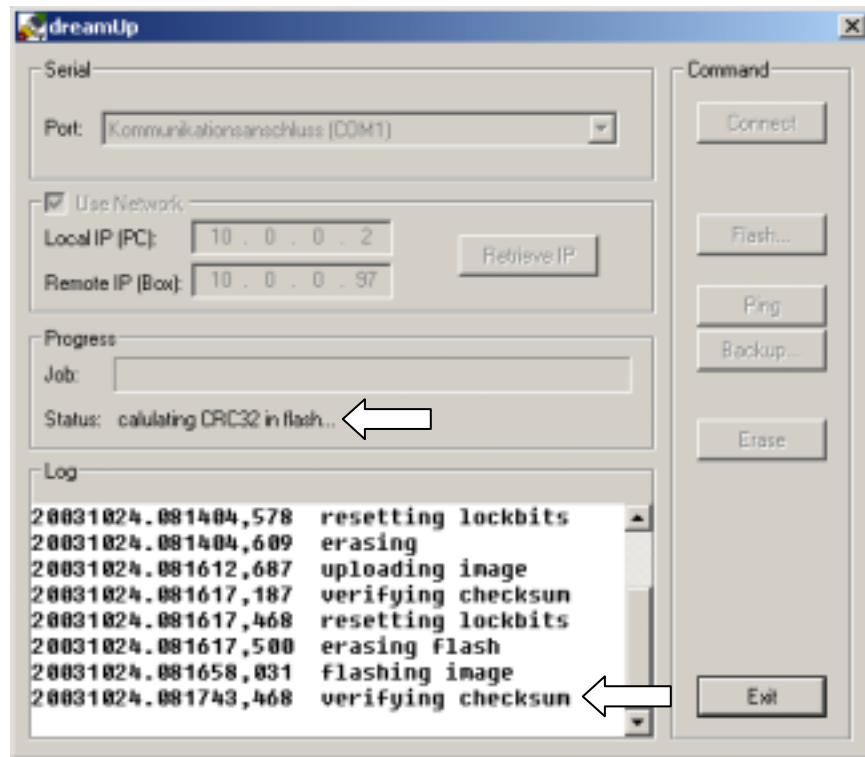 dreamUp
Serial
Port: Kommunikationsanschluss (COM1)
Use Network
Local IP (PC): 10 . 0 . 0 . 2
Remote IP (Box): 10 . 0 . 0 . 97
Retrieve IP
Progress
Job:
Status: calulating CRC32 in flash...
Log
20031024.081404,578 resetting lockbits
20031024.081404,609 erasing
20031024.081612,687 uploading image
20031024.081617,187 verifying checksum
20031024.081617,468 resetting lockbits
20031024.081617,500 erasing flash
20031024.081658,031 flashing image
20031024.081743,468 verifying checksum
Command
Connect
Flash...
Ping
Backup...
Erase
Exit